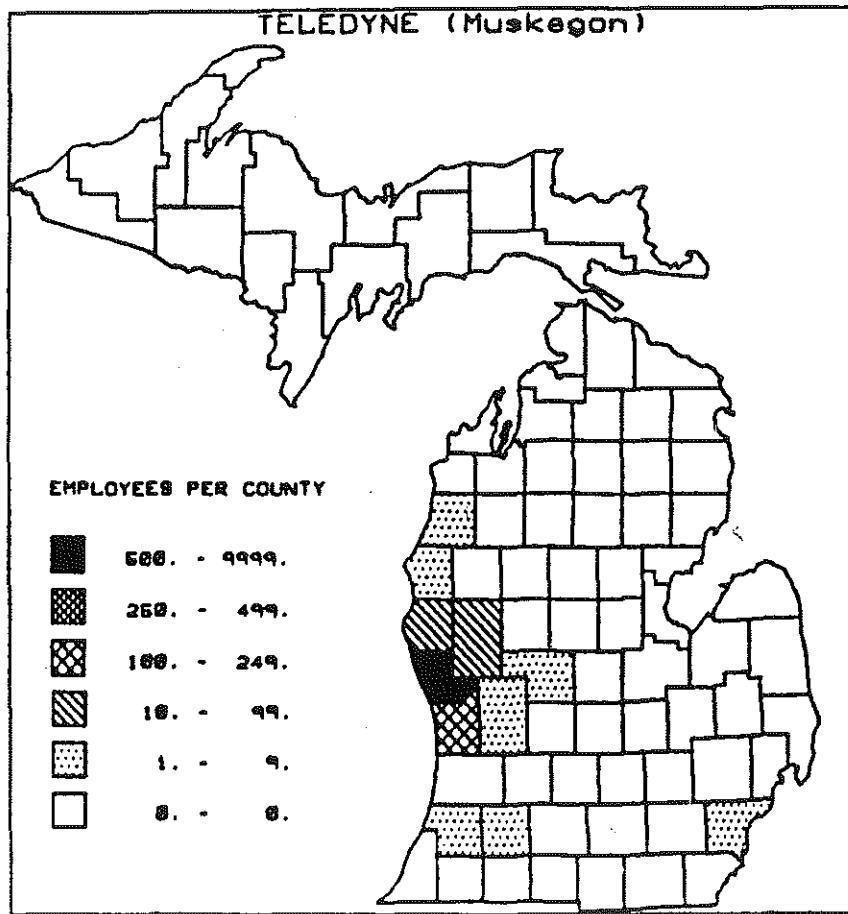 TELEDYNE (Muskegon)
EMPLOYEES PER COUNTY
500. - 9999.
250. - 499.
100. - 249.
10. - 99.
1. - 9.
0. - 0.